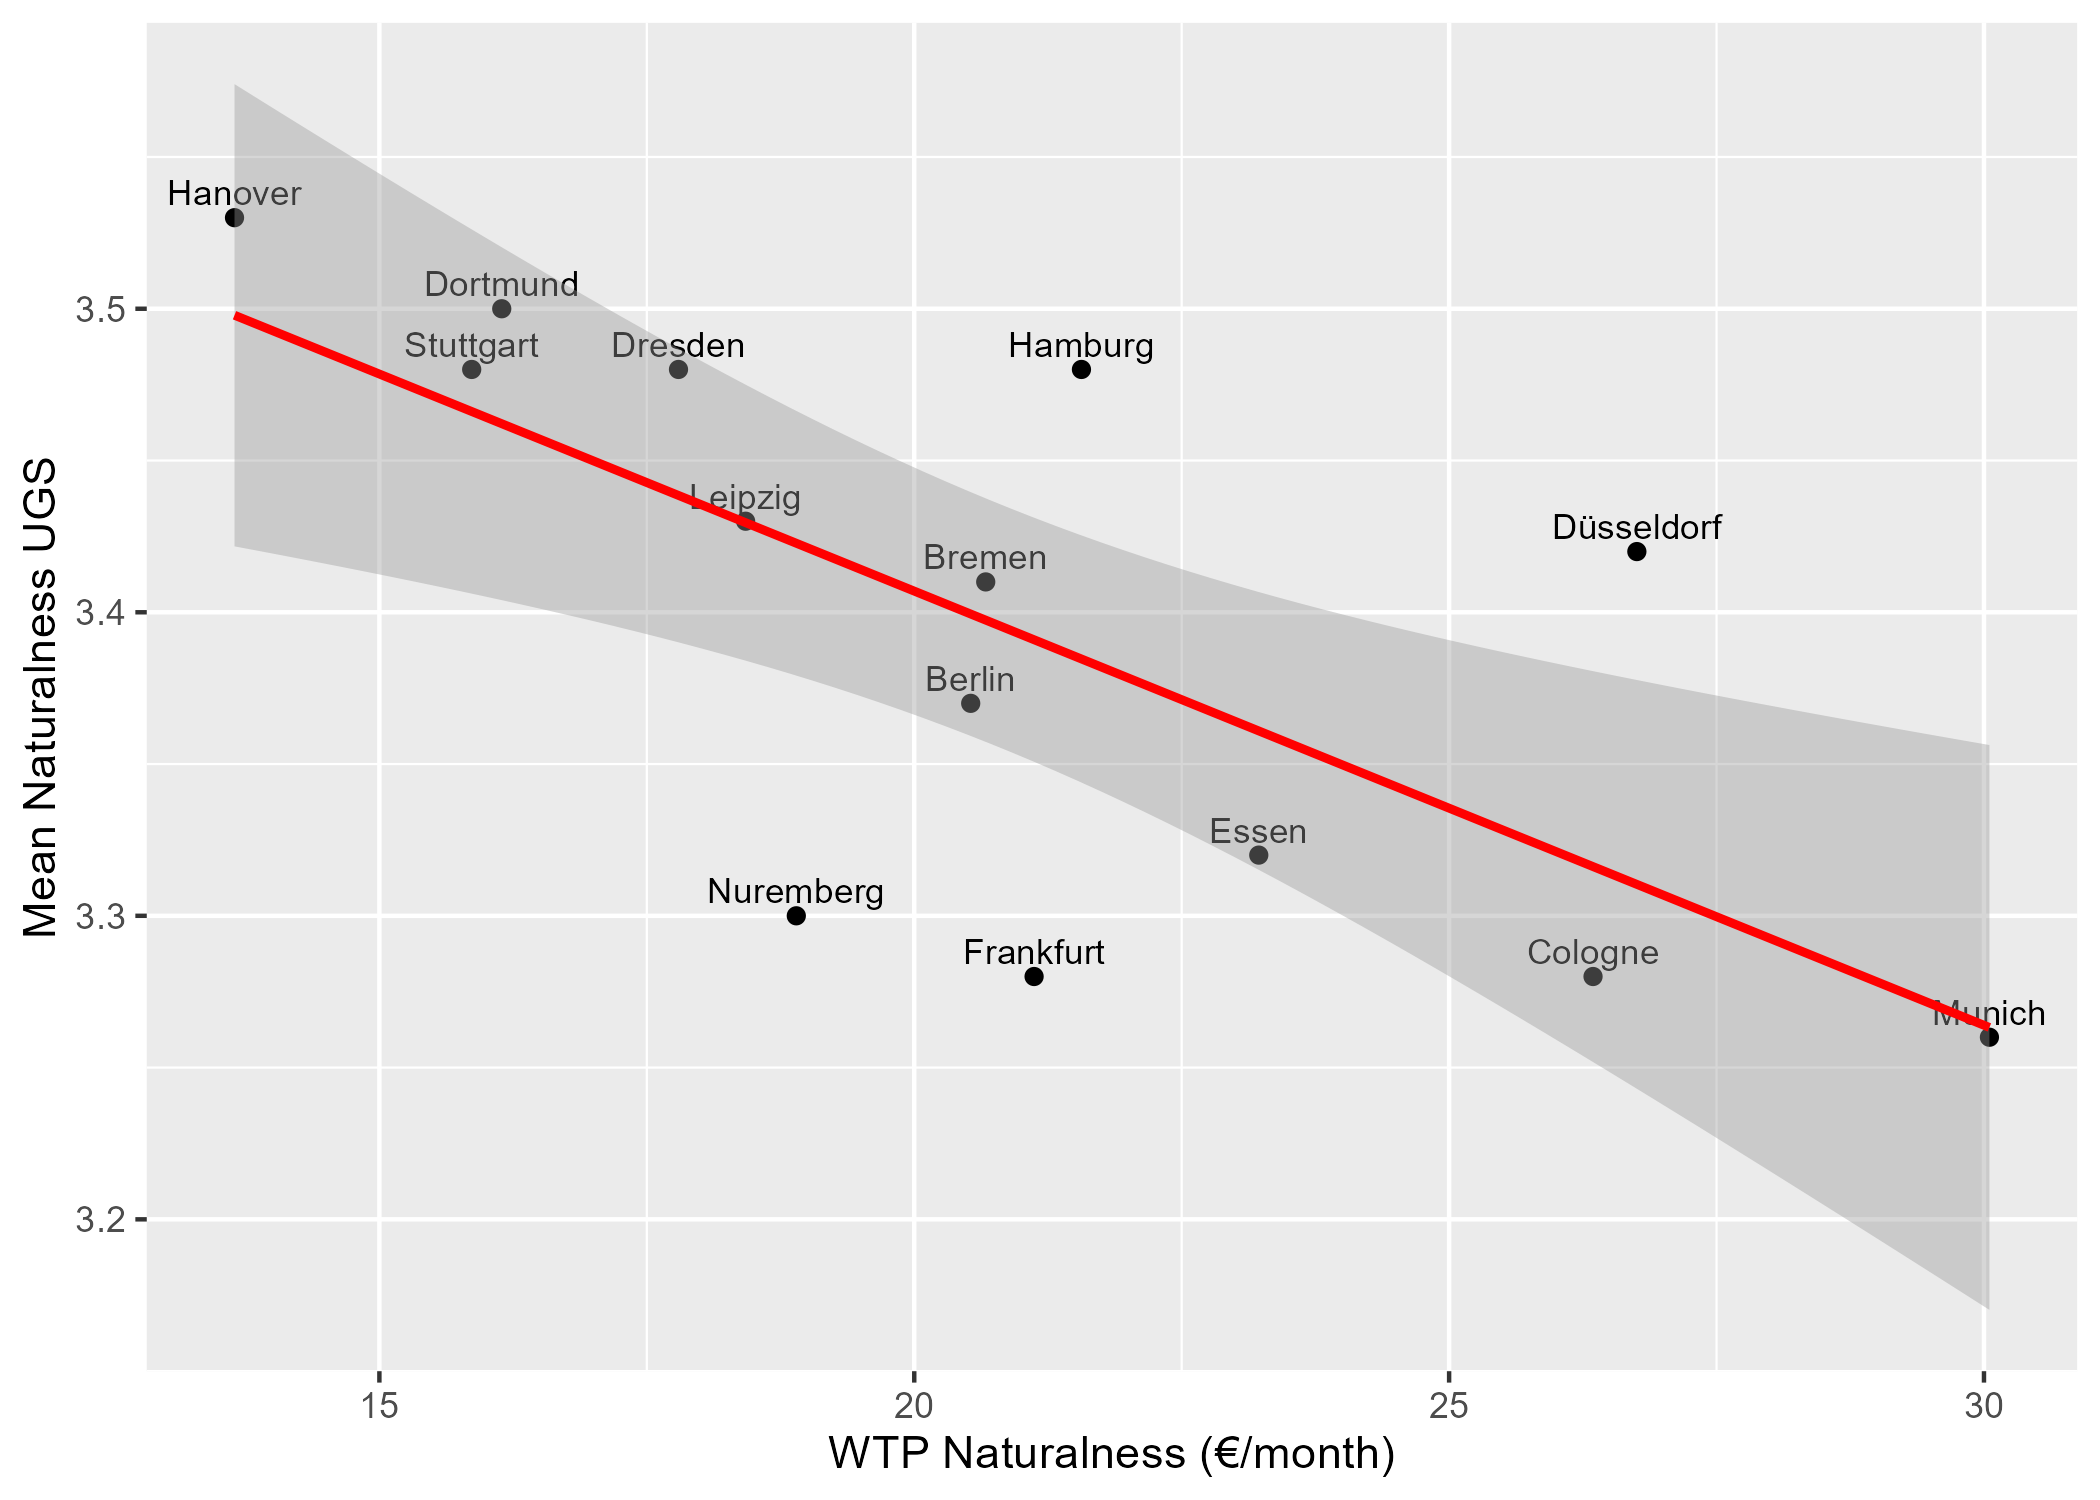 Hanover
Dortmund
Stuttgart
Dresden
Hamburg
Leipzig
Düsseldorf
Bremen
Berlin
Essen
Nuremberg
Frankfurt
Cologne
Munich
3.5
3.4
3.3
3.2
Mean Naturalness UGS
15 20 25 30
WTP Naturalness (€/month)